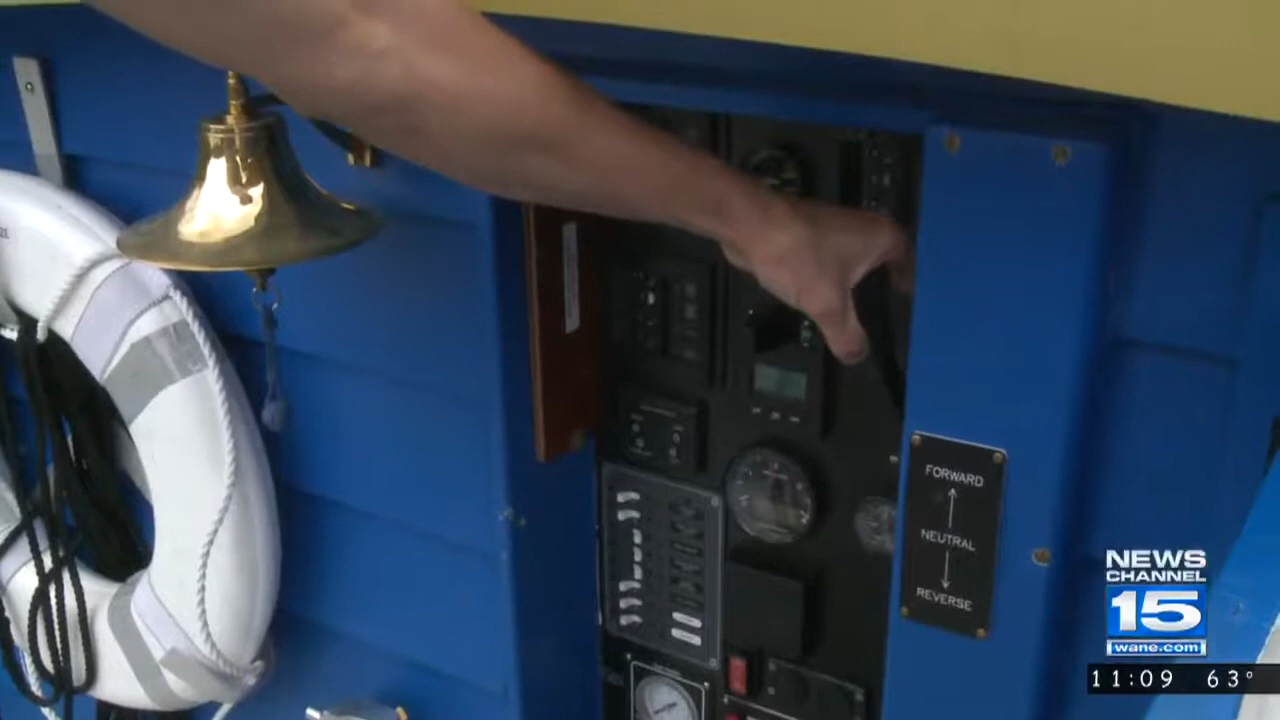 FORWARD
NEUTRAL
REVERSE
NEWS
CHANNEL
15
wane.com
11:09 63°